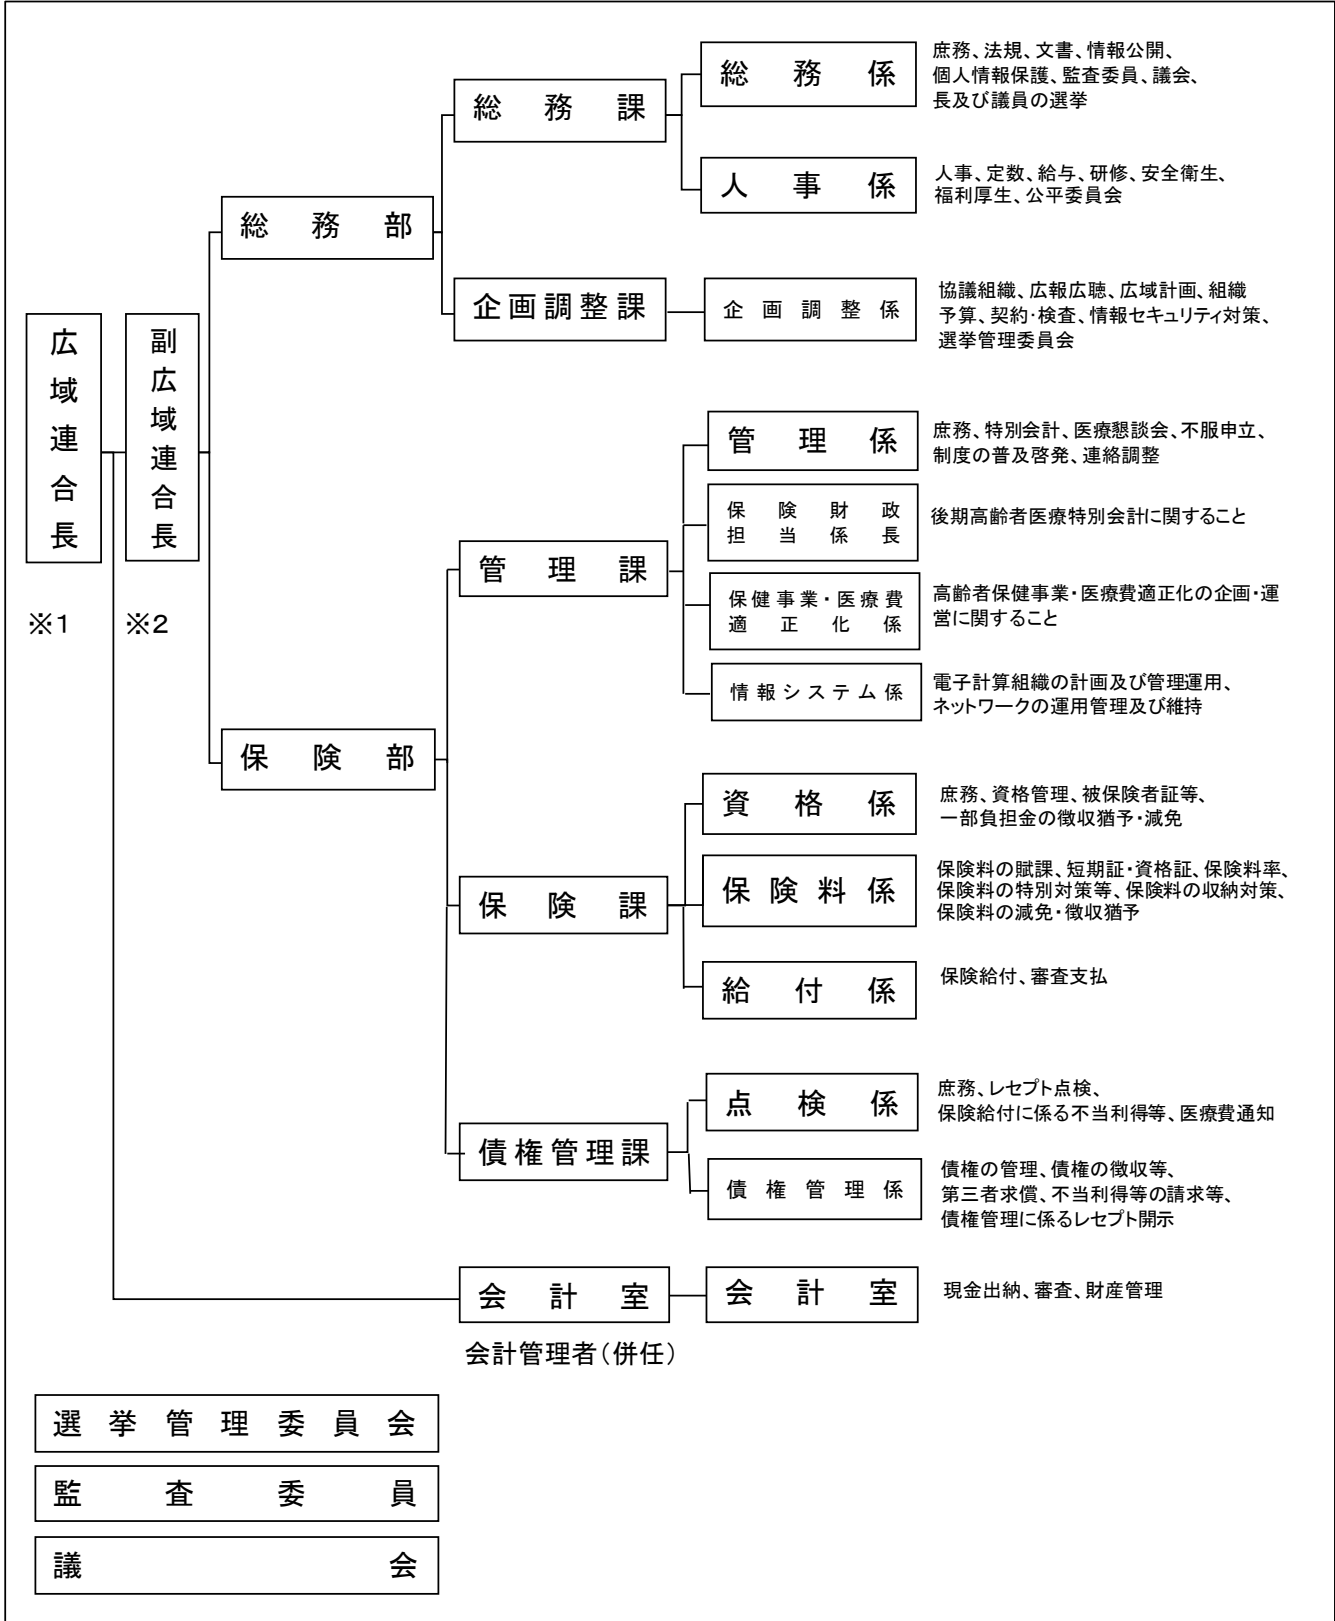 総務係
庶務、法規、文書、情報公開、
個人情報保護、監査委員、議会、
長及び議員の選挙
総務課
人事係
人事、定数、給与、研修、安全衛生、
福利厚生、公平委員会
総務部
企画調整課
企画調整係
協議組織、広報広聴、広域計画、組織
予算、契約・検査、情報セキュリティ対策、
選挙管理委員会
広域連合長
副広域連合長
※1
※2
管理係
庶務、特別会計、医療懇談会、不服申立、
制度の普及啓発、連絡調整
保険財政
担当係長
後期高齢者医療特別会計に関すること
管理課
保健事業・医療費
適正化係
高齢者保健事業・医療費適正化の企画・運
営に関すること
情報システム係
電子計算組織の計画及び管理運用、
ネットワークの運用管理及び維持
保険部
資格係
庶務、資格管理、被保険者証等、
一部負担金の徴収猶予・減免
保険課
保険料係
保険料の賦課、短期証・資格証、保険料率、
保険料の特別対策等、保険料の収納対策、
保険料の減免・徴収猶予
給付係
保険給付、審査支払
点検係
庶務、レセプト点検、
保険給付に係る不当利得等、医療費通知
債権管理課
債権管理係
債権の管理、債権の徴収等、
第三者求償、不当利得等の請求等、
債権管理に係るレセプト開示
会計室
会計室
現金出納、審査、財産管理
会計管理者（併任）
選挙管理委員会
監査委員
議会